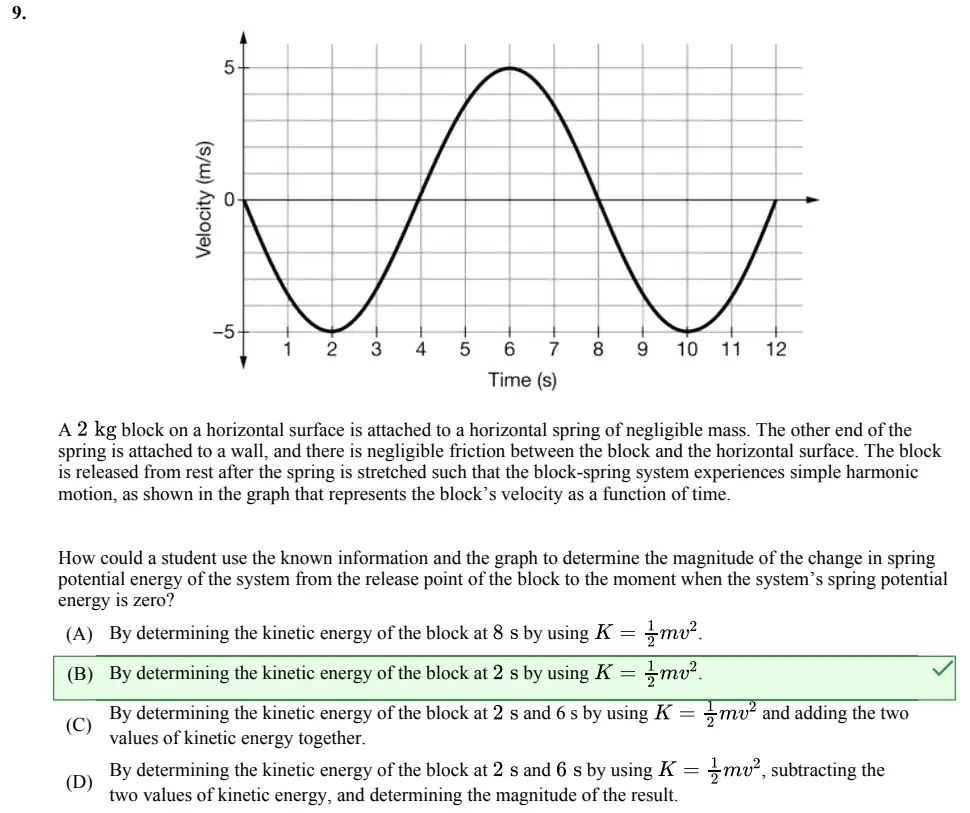 9.
5
0
−5
Velocity (m/s)
1 2 3 4 5 6 7 8 9 10 11 12
Time (s)
A 2 kg block on a horizontal surface is attached to a horizontal spring of negligible mass. The other end of the
spring is attached to a wall, and there is negligible friction between the block and the horizontal surface. The block
is released from rest after the spring is stretched such that the block-spring system experiences simple harmonic
motion, as shown in the graph that represents the block’s velocity as a function of time.
How could a student use the known information and the graph to determine the magnitude of the change in spring
potential energy of the system from the release point of the block to the moment when the system’s spring potential
energy is zero?
(A) By determining the kinetic energy of the block at 8 s by using K = ½mv².
(B) By determining the kinetic energy of the block at 2 s by using K = ½mv².
(C) By determining the kinetic energy of the block at 2 s and 6 s by using K = ½mv² and adding the two
values of kinetic energy together.
(D) By determining the kinetic energy of the block at 2 s and 6 s by using K = ½mv², subtracting the
two values of kinetic energy, and determining the magnitude of the result.